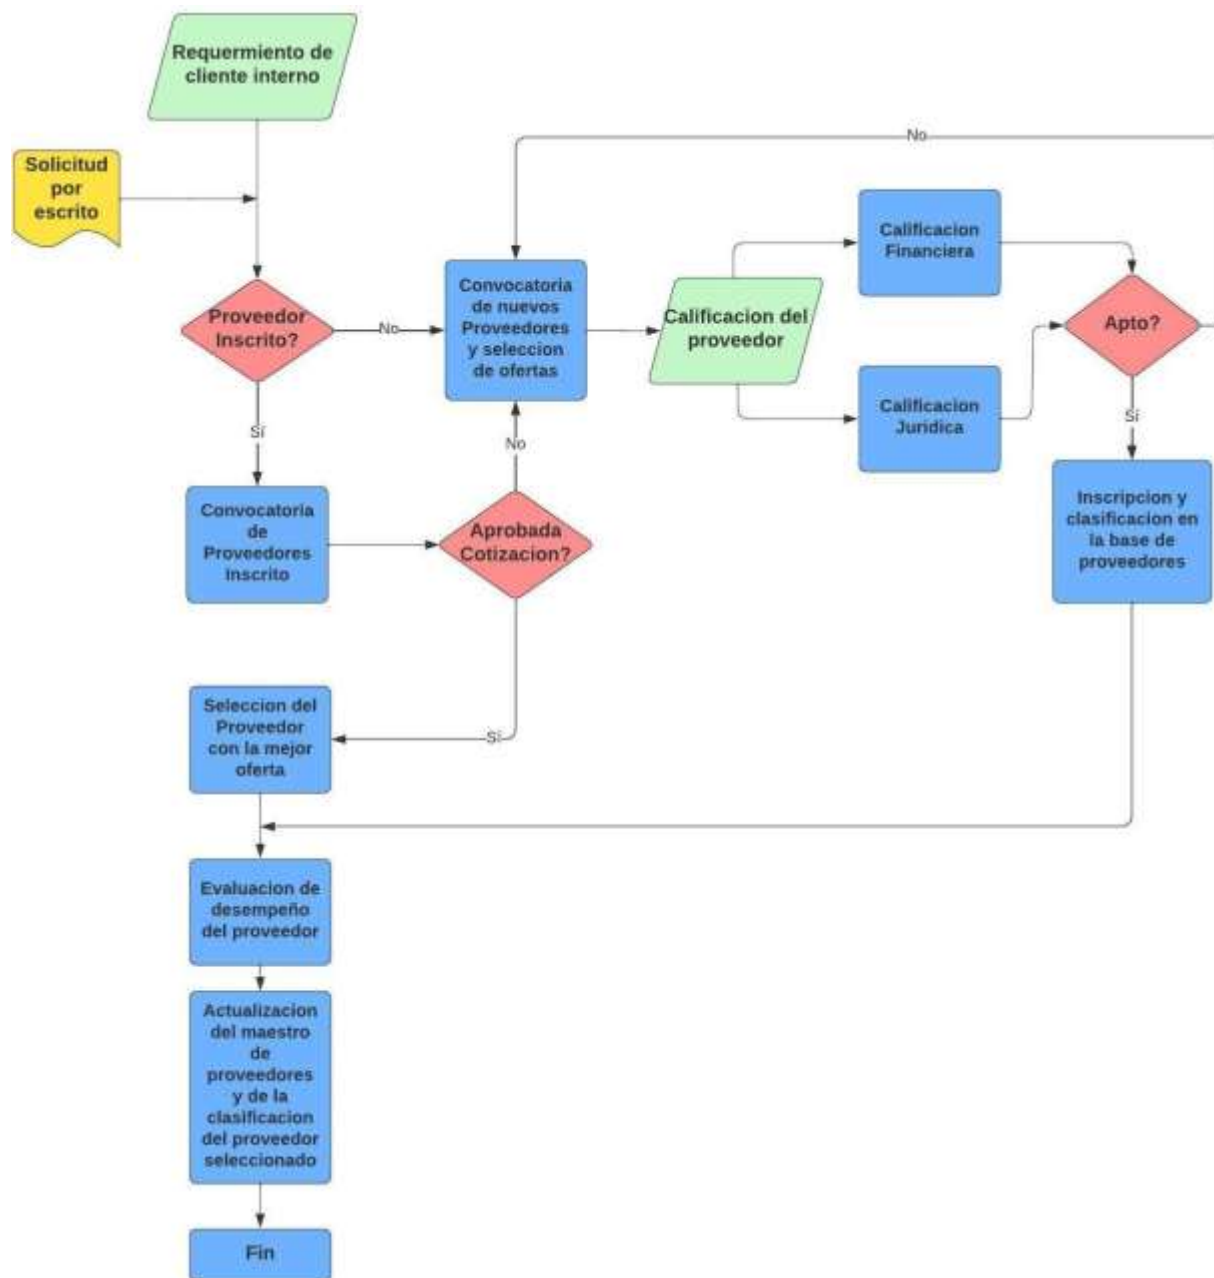 Requermiento de
cliente interno
Solicitud
por
escrito
No
Proveedor
Inscrito?
No
Convocatoria
de nuevos
Proveedores
y seleccion
de ofertas
Calificacion del
proveedor
Calificacion
Financiera
Calificacion
Juridica
Apto?
Sí
Sí
No
Convocatoria
de
Proveedores
Inscrito
Aprobada
Cotizacion?
Inscripcion y
clasificacion en
la base de
proveedores
Sí
Seleccion del
Proveedor
con la mejor
oferta
Evaluacion de
desempeño
del proveedor
Actualizacion
del maestro
de
proveedores
y de la
clasificacion
del proveedor
seleccionado
Fin